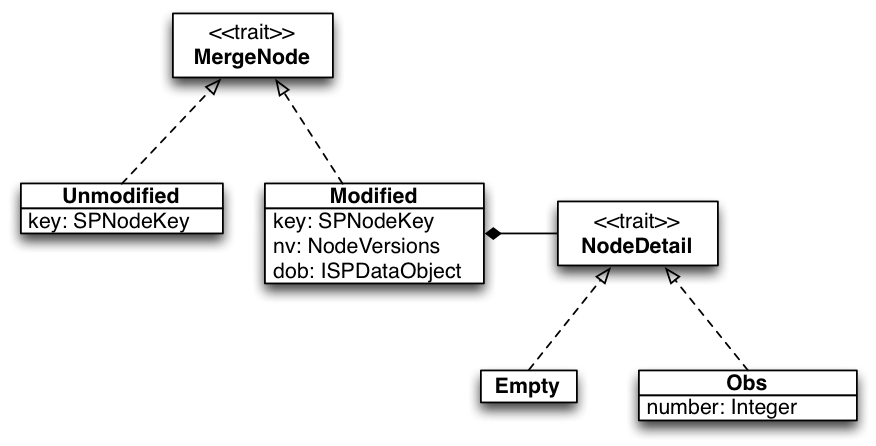 <<trait>>
MergeNode
Unmodified
key: SPNodeKey
Modified
key: SPNodeKey
nv: NodeVersions
dob: ISPDataObject
<<trait>>
NodeDetail
Empty
Obs
number: Integer